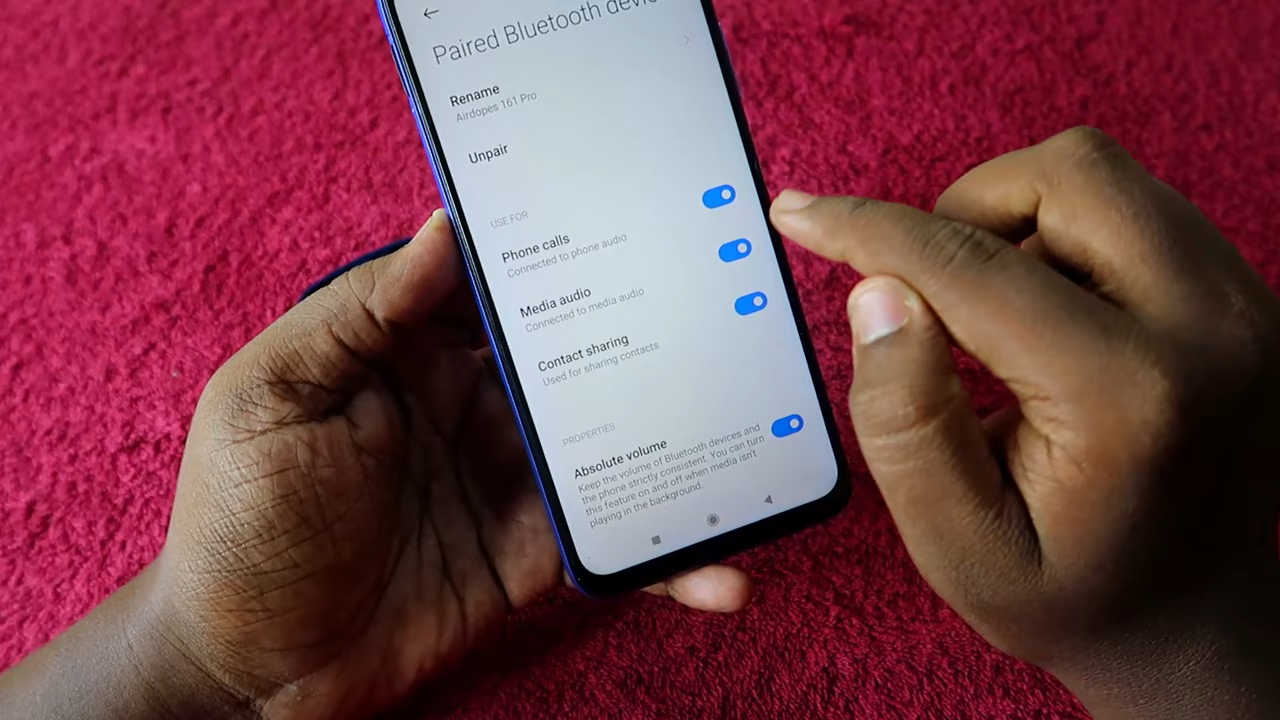 Paired Bluetooth
Rename
Airdopes 161 Pro
Unpair
USE FOR
Phone calls
Connected to phone audio
Media audio
Connected to media audio
Contact sharing
Used for sharing contacts
PROPERTIES
Absolute volume
Keep the volume of Bluetooth devices and
the phone strictly consistent. You can turn
this feature on and off when media isn't
playing in the background